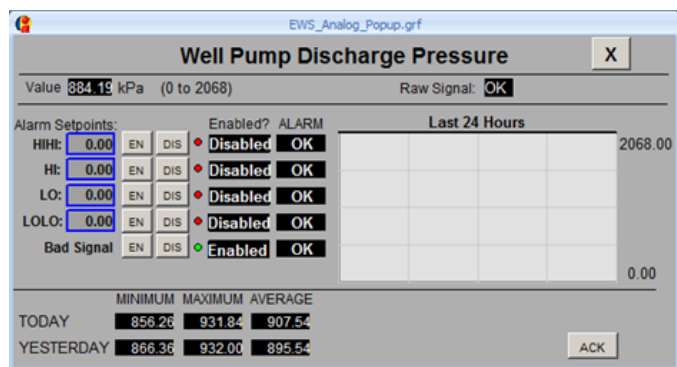 EWS_Analog_Popup.grf
Well Pump Discharge Pressure X
Value 884.19 kPa (0 to 2068) Raw Signal: OK
Alarm Setpoints: Enabled? ALARM Last 24 Hours
HIHI: 0.00 EN DIS Disabled OK 2068.00
HI: 0.00 EN DIS Disabled OK
LO: 0.00 EN DIS Disabled OK
LOLO: 0.00 EN DIS Disabled OK
Bad Signal EN DIS Enabled OK
0.00
MINIMUM MAXIMUM AVERAGE
TODAY 856.26 931.84 907.54
YESTERDAY 866.36 932.00 895.54 ACK